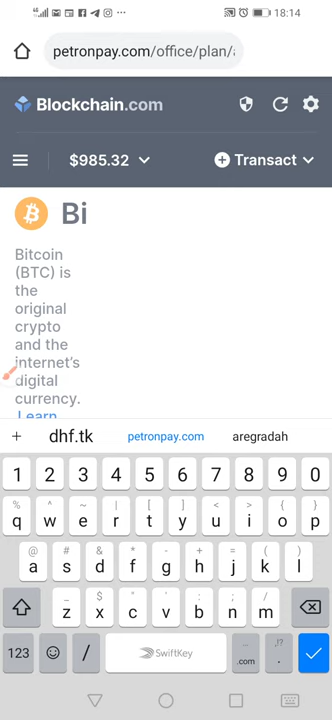 18:14
petronpay.com/office/plan/
Blockchain.com
$985.32
Transact
Bi
Bitcoin
(BTC) is
the
original
crypto
and the
internet's
digital
currency.
Learn
+ dhf.tk petronpay.com aregradah
1 2 3 4 5 6 7 8 9 0
% ^ ~ | [ ] < > { }
q w e r t y u i o p
@ # & * - + = ( )
a s d f g h j k l
_ $ " ' : ; /
z x c v b n m
123 / SwiftKey .com ,!? .